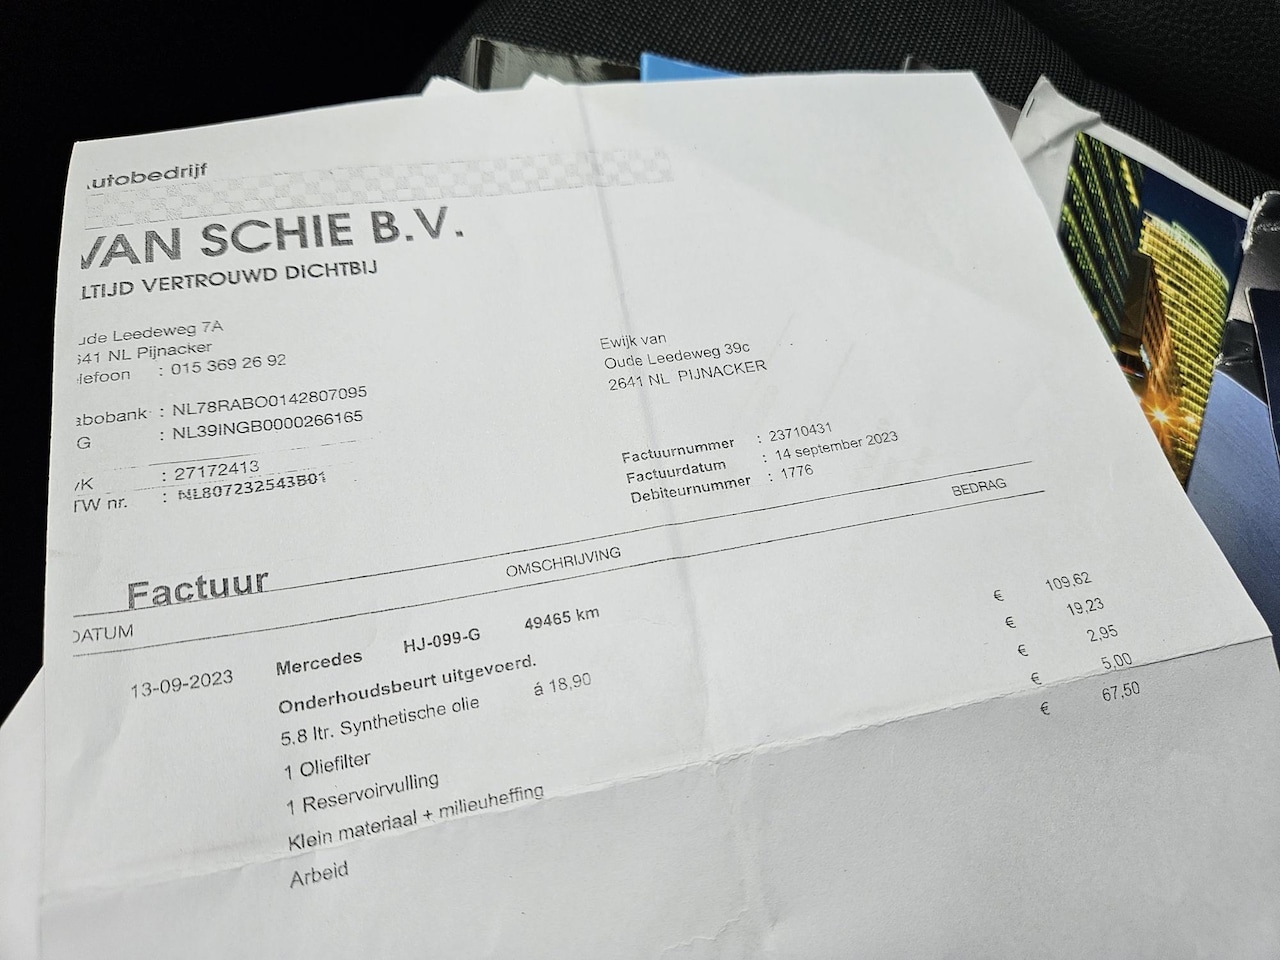 utobedrijf
VAN SCHIE B.V.
LTIJD VERTROUWD DICHTBIJ
ude Leedeweg 7A
641 NL Pijnacker
lefoon : 015 369 26 92
abobank : NL78RABO0142807095
G : NL39INGB0000266165
VK : 27172413
TW nr. : NL807232543B01
Ewijk van
Oude Leedeweg 39c
2641 NL PIJNACKER
Factuurnummer : 23710431
Factuurdatum : 14 september 2023
Debiteurnummer : 1776
Factuur
DATUM OMSCHRIJVING BEDRAG
13-09-2023 Mercedes HJ-099-G 49465 km
Onderhoudsbeurt uitgevoerd.
5,8 ltr. Synthetische olie á 18,90 € 109,62
1 Oliefilter € 19,23
1 Reservoirvulling € 2,95
Klein materiaal + milieuheffing € 5,00
Arbeid € 67,50